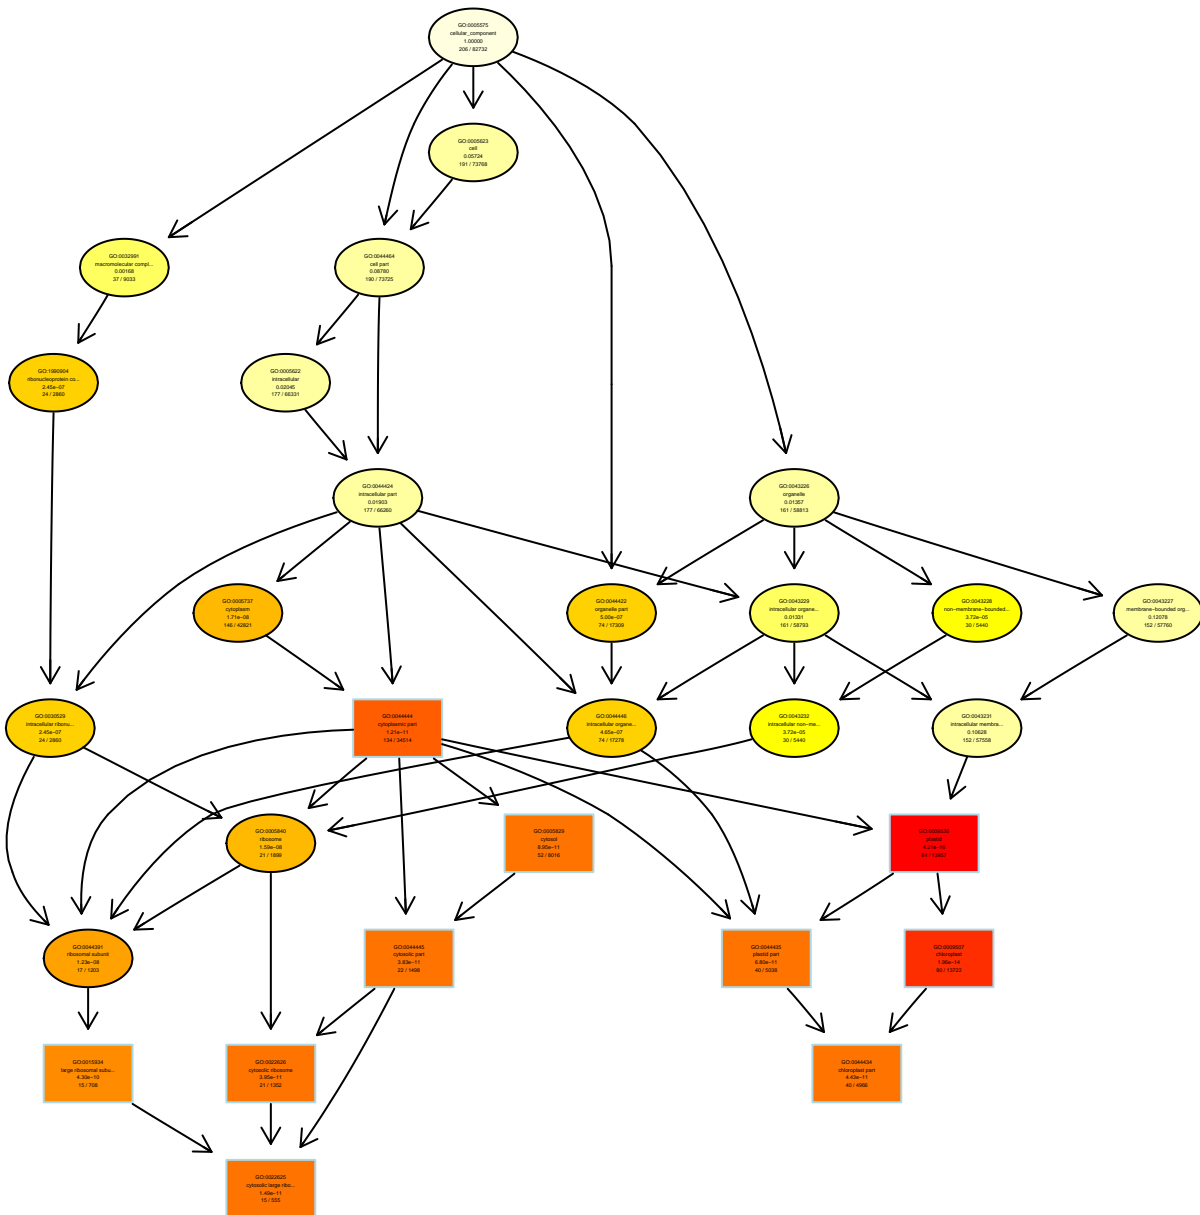 GO:0005575
cellular_component
1.00000
206 / 82732
GO:0005623
cell
0.05724
191 / 73768
GO:0032991
macromolecular compl...
0.00168
37 / 9033
GO:0044464
cell part
0.08780
190 / 73725
GO:1990904
ribonucleoprotein co...
2.45e−07
24 / 2860
GO:0005622
intracellular
0.02045
177 / 66331
GO:0044424
intracellular part
0.01903
177 / 66260
GO:0043226
organelle
0.01357
161 / 58813
GO:0005737
cytoplasm
1.71e−08
146 / 42821
GO:0044422
organelle part
5.00e−07
74 / 17309
GO:0043229
intracellular organe...
0.01331
161 / 58793
GO:0043228
non−membrane−bounded...
3.72e−05
30 / 5440
GO:0043227
membrane−bounded org...
0.12078
152 / 57760
GO:0030529
intracellular ribonu...
2.45e−07
24 / 2860
GO:0044444
cytoplasmic part
1.21e−11
134 / 34514
GO:0044446
intracellular organe...
4.65e−07
74 / 17278
GO:0043232
intracellular non−me...
3.72e−05
30 / 5440
GO:0043231
intracellular membra...
0.10628
152 / 57558
GO:0005840
ribosome
1.59e−08
21 / 1899
GO:0005829
cytosol
8.95e−11
52 / 8016
plastid
GO:0044391
ribosomal subunit
1.23e−08
17 / 1203
GO:0044445
cytosolic part
3.83e−11
22 / 1498
GO:0044435
plastid part
6.80e−11
40 / 5038
GO:0009507
chloroplast
1.96e−14
GO:0015934
large ribosomal subu...
4.30e−10
15 / 708
GO:0022626
cytosolic ribosome
3.95e−11
21 / 1352
GO:0044434
chloroplast part
4.43e−11
40 / 4966
GO:0022625
cytosolic large ribo...
1.49e−11
15 / 555